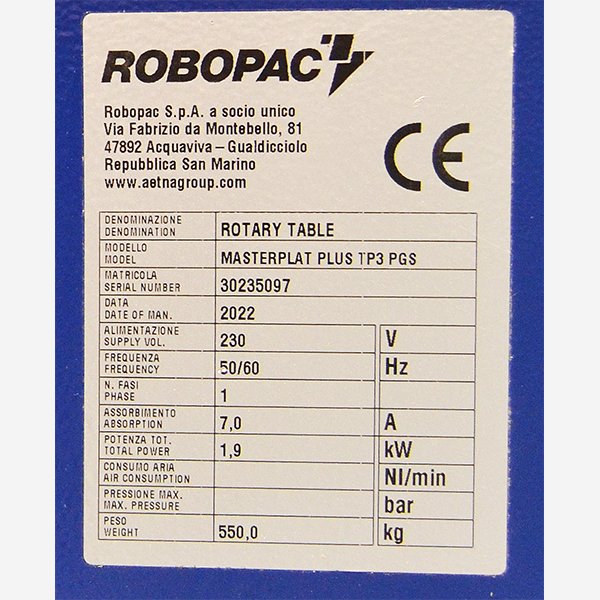 ROBOPAC
Robopac S.p.A. a socio unico
Via Fabrizio da Montebello, 81
47892 Acquaviva – Gualdicciolo
Repubblica San Marino
www.aetnagroup.com
CE
DENOMINAZIONE
DENOMINATION
ROTARY TABLE
MODELLO
MODEL
MASTERPLAT PLUS TP3 PGS
MATRICOLA
SERIAL NUMBER
30235097
DATA
DATE OF MAN.
2022
ALIMENTAZIONE
SUPPLY VOL.
230 V
FREQUENZA
FREQUENCY
50/60 Hz
N. FASI
PHASE
1
ASSORBIMENTO
ABSORPTION
7,0 A
POTENZA TOT.
TOTAL POWER
1,9 kW
CONSUMO ARIA
AIR CONSUMPTION
Nl/min
PRESSIONE MAX.
MAX. PRESSURE
bar
PESO
WEIGHT
550,0 kg